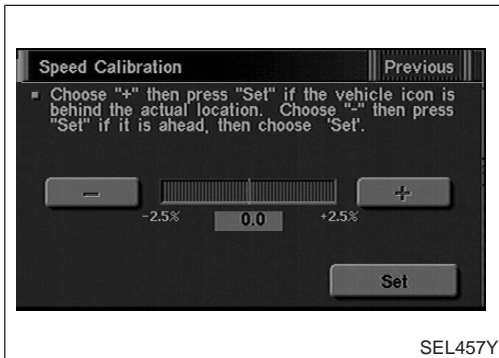 Speed Calibration Previous
Choose "+" then press "Set" if the vehicle icon is
behind the actual location. Choose "-" then press
"Set" if it is ahead, then choose 'Set'.
- +
-2.5% 0.0 +2.5%
Set
SEL457Y